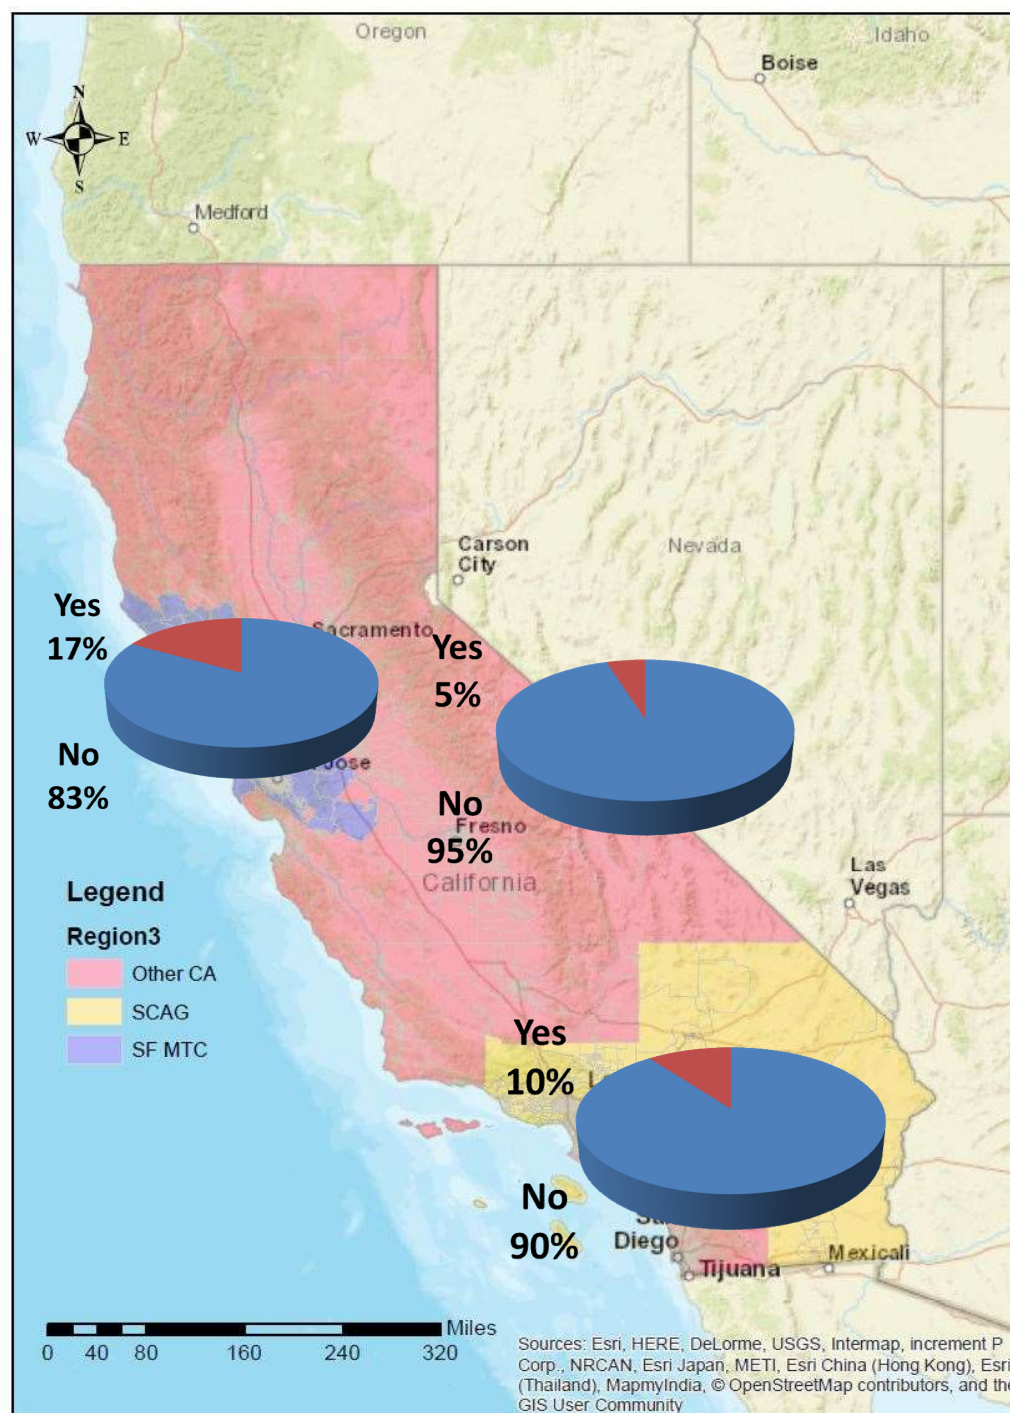 Oregon
Idaho
Boise
N
W
E
S
Medford
Carson
City
Nevada
Yes
17%
Sacramento
Yes
5%
No
83%
Jose
No
95%
Fresno
California
Las
Vegas
Legend
Region3
Other CA
SCAG
SF MTC
Yes
10%
No
90%
Diego
Tijuana
Mexicali
Miles
0 40 80 160 240 320
Sources: Esri, HERE, DeLorme, USGS, Intermap, increment P
Corp., NRCAN, Esri Japan, METI, Esri China (Hong Kong), Esri
(Thailand), MapmyIndia, © OpenStreetMap contributors, and the
GIS User Community